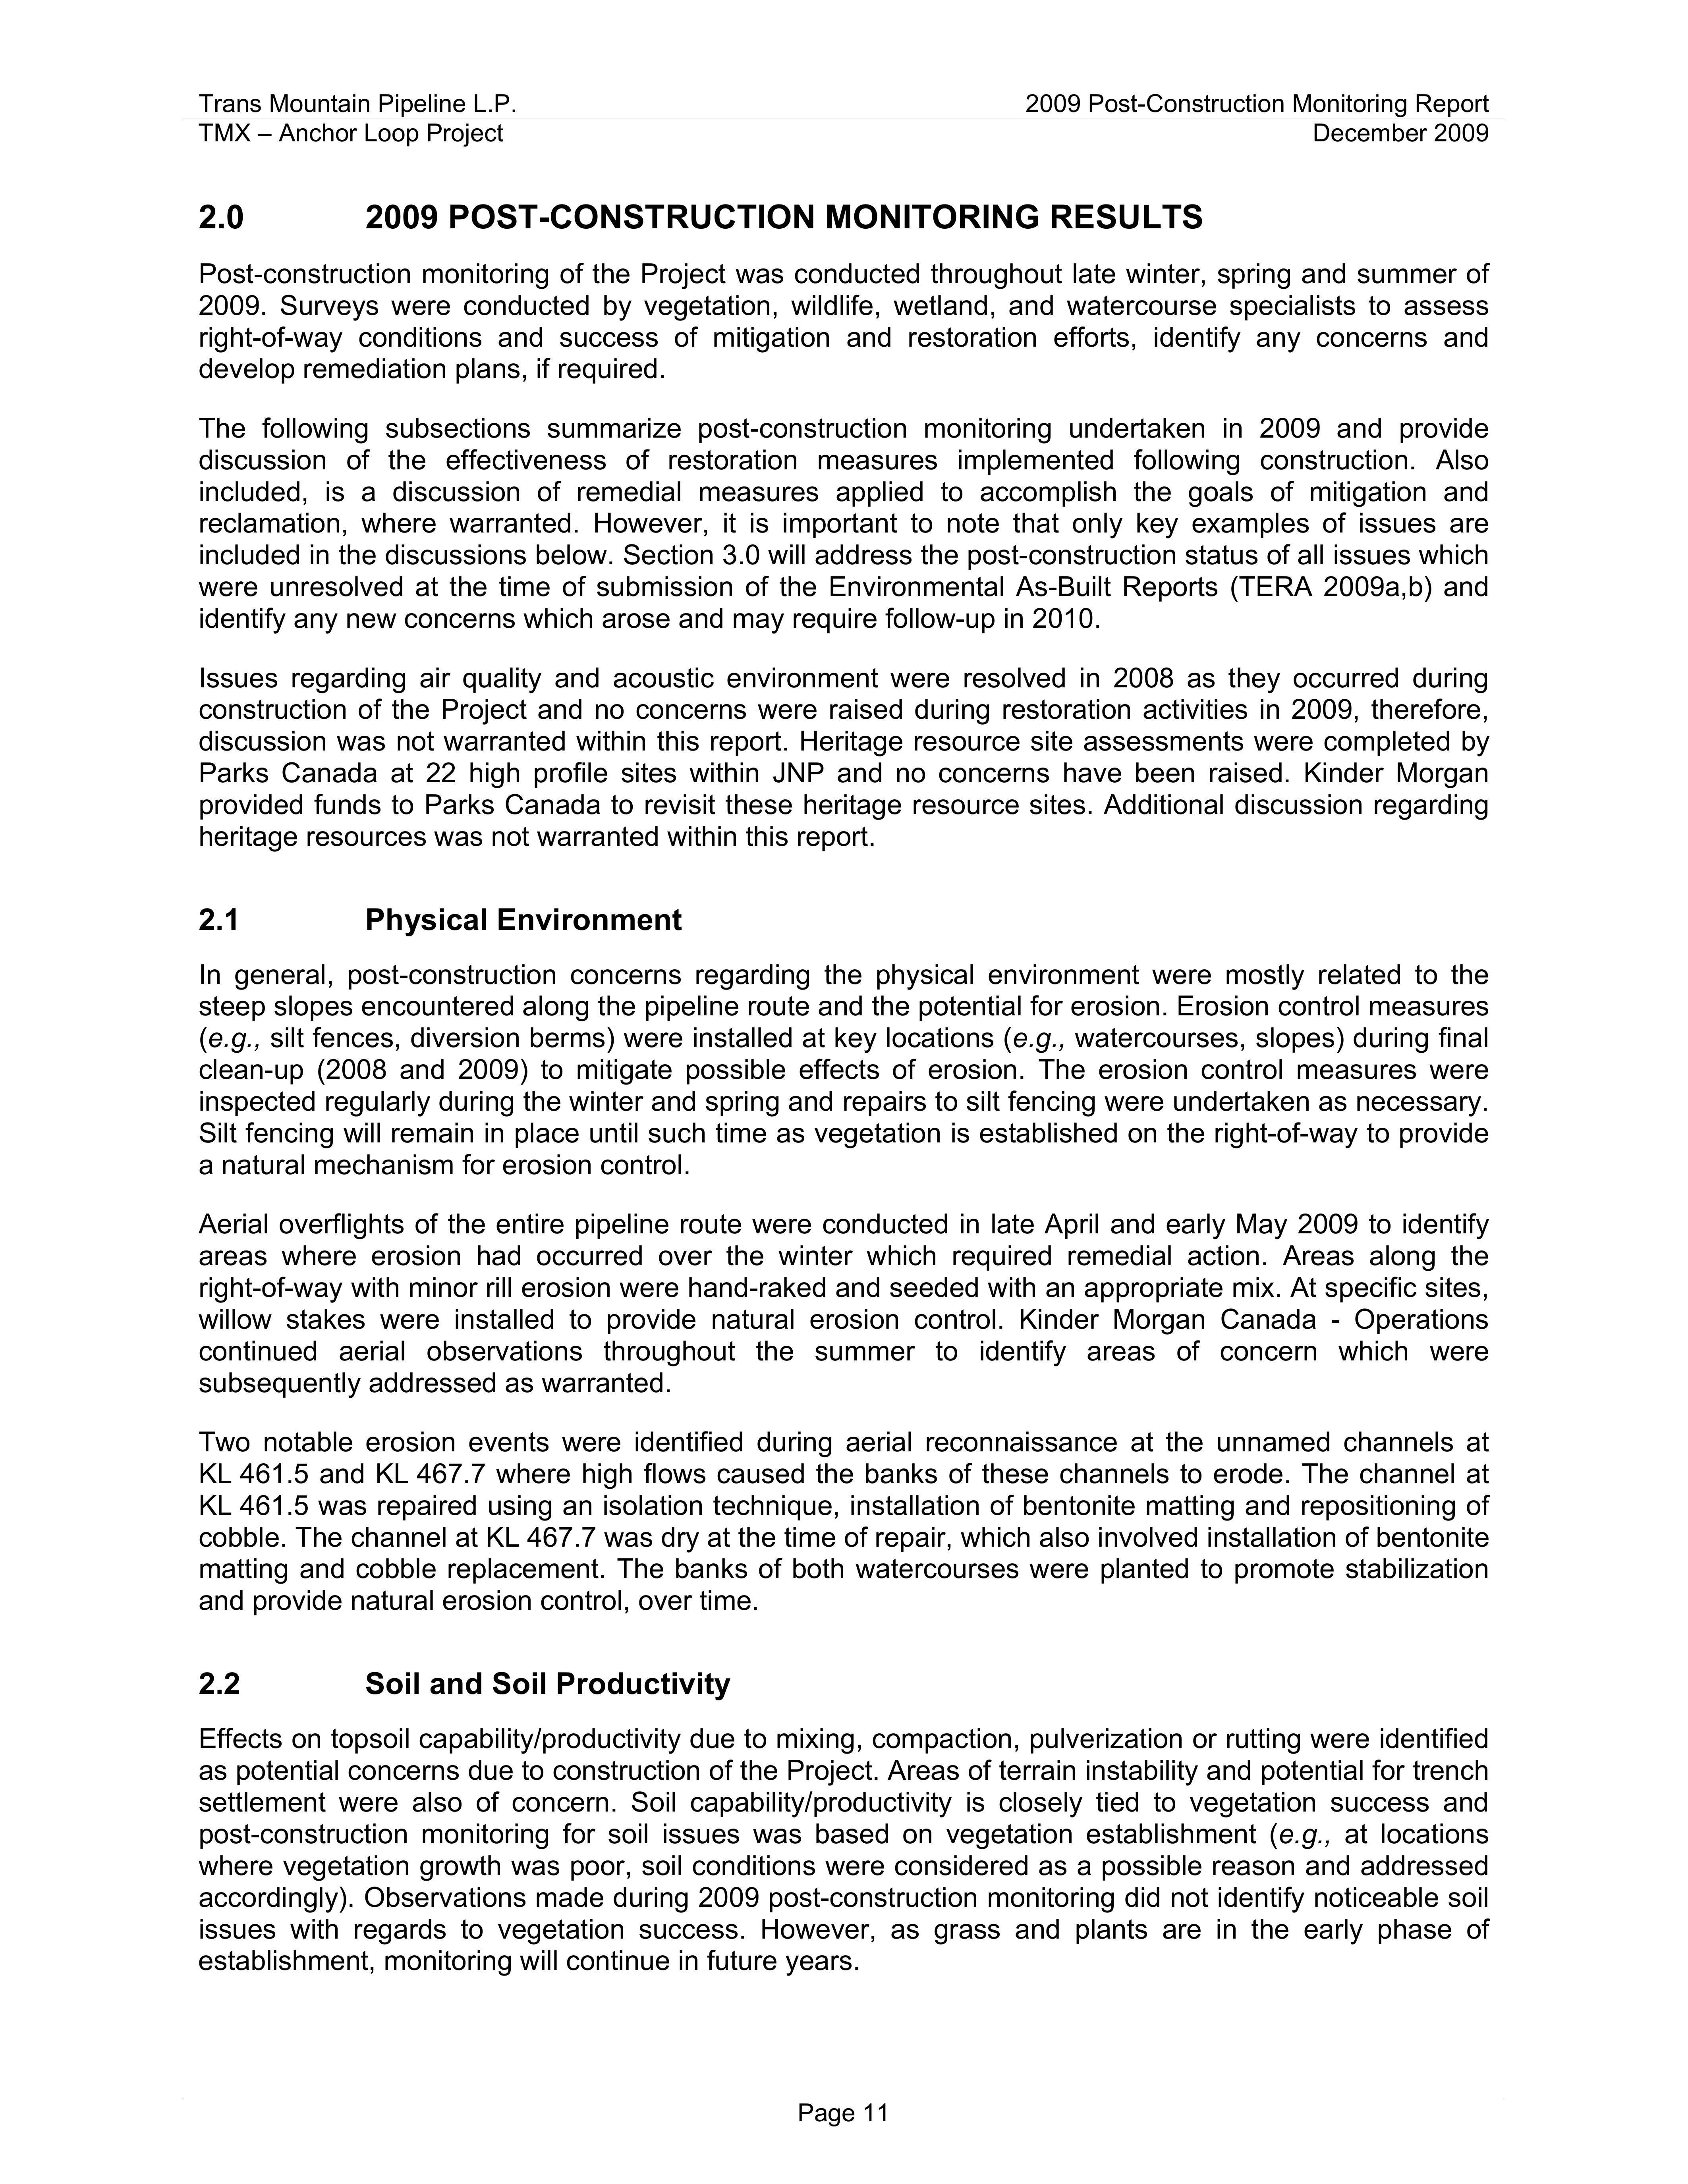 Trans Mountain Pipeline L.P. 2009 Post-Construction Monitoring Report
TMX – Anchor Loop Project December 2009
2.0 2009 POST-CONSTRUCTION MONITORING RESULTS
Post-construction monitoring of the Project was conducted throughout late winter, spring and summer of
2009. Surveys were conducted by vegetation, wildlife, wetland, and watercourse specialists to assess
right-of-way conditions and success of mitigation and restoration efforts, identify any concerns and
develop remediation plans, if required.
The following subsections summarize post-construction monitoring undertaken in 2009 and provide
discussion of the effectiveness of restoration measures implemented following construction. Also
included, is a discussion of remedial measures applied to accomplish the goals of mitigation and
reclamation, where warranted. However, it is important to note that only key examples of issues are
included in the discussions below. Section 3.0 will address the post-construction status of all issues which
were unresolved at the time of submission of the Environmental As-Built Reports (TERA 2009a,b) and
identify any new concerns which arose and may require follow-up in 2010.
Issues regarding air quality and acoustic environment were resolved in 2008 as they occurred during
construction of the Project and no concerns were raised during restoration activities in 2009, therefore,
discussion was not warranted within this report. Heritage resource site assessments were completed by
Parks Canada at 22 high profile sites within JNP and no concerns have been raised. Kinder Morgan
provided funds to Parks Canada to revisit these heritage resource sites. Additional discussion regarding
heritage resources was not warranted within this report.
2.1 Physical Environment
In general, post-construction concerns regarding the physical environment were mostly related to the
steep slopes encountered along the pipeline route and the potential for erosion. Erosion control measures
(e.g., silt fences, diversion berms) were installed at key locations (e.g., watercourses, slopes) during final
clean-up (2008 and 2009) to mitigate possible effects of erosion. The erosion control measures were
inspected regularly during the winter and spring and repairs to silt fencing were undertaken as necessary.
Silt fencing will remain in place until such time as vegetation is established on the right-of-way to provide
a natural mechanism for erosion control.
Aerial overflights of the entire pipeline route were conducted in late April and early May 2009 to identify
areas where erosion had occurred over the winter which required remedial action. Areas along the
right-of-way with minor rill erosion were hand-raked and seeded with an appropriate mix. At specific sites,
willow stakes were installed to provide natural erosion control. Kinder Morgan Canada - Operations
continued aerial observations throughout the summer to identify areas of concern which were
subsequently addressed as warranted.
Two notable erosion events were identified during aerial reconnaissance at the unnamed channels at
KL 461.5 and KL 467.7 where high flows caused the banks of these channels to erode. The channel at
KL 461.5 was repaired using an isolation technique, installation of bentonite matting and repositioning of
cobble. The channel at KL 467.7 was dry at the time of repair, which also involved installation of bentonite
matting and cobble replacement. The banks of both watercourses were planted to promote stabilization
and provide natural erosion control, over time.
2.2 Soil and Soil Productivity
Effects on topsoil capability/productivity due to mixing, compaction, pulverization or rutting were identified
as potential concerns due to construction of the Project. Areas of terrain instability and potential for trench
settlement were also of concern. Soil capability/productivity is closely tied to vegetation success and
post-construction monitoring for soil issues was based on vegetation establishment (e.g., at locations
where vegetation growth was poor, soil conditions were considered as a possible reason and addressed
accordingly). Observations made during 2009 post-construction monitoring did not identify noticeable soil
issues with regards to vegetation success. However, as grass and plants are in the early phase of
establishment, monitoring will continue in future years.
Page 11